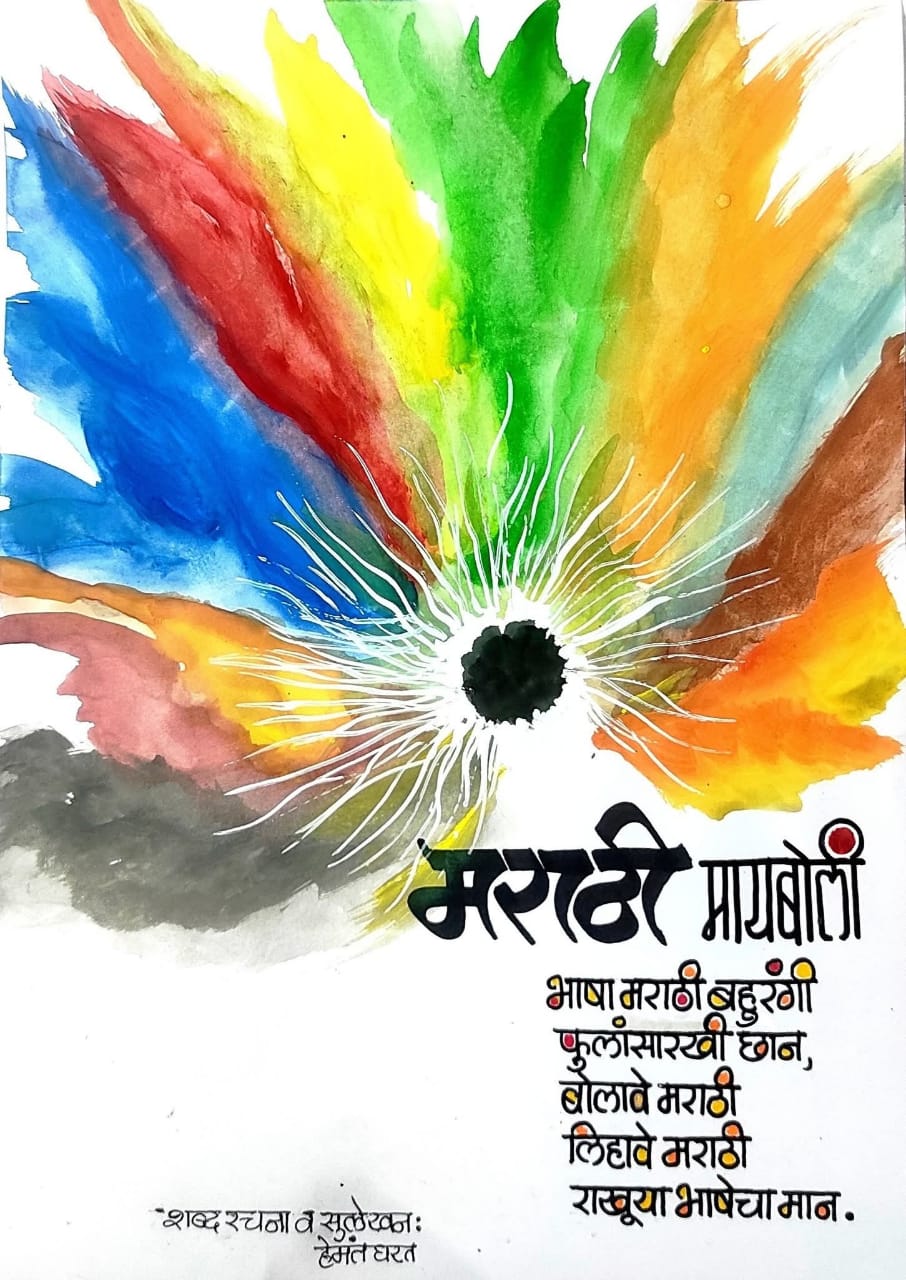 मराठी मायबोली
भाषा मराठी बहुरंगी
फुलांसारखी छान,
बोलावे मराठी
लिहावे मराठी
राखूया भाषेचा मान.
शब्द रचना व सुलेखन:
हेमंत घरत